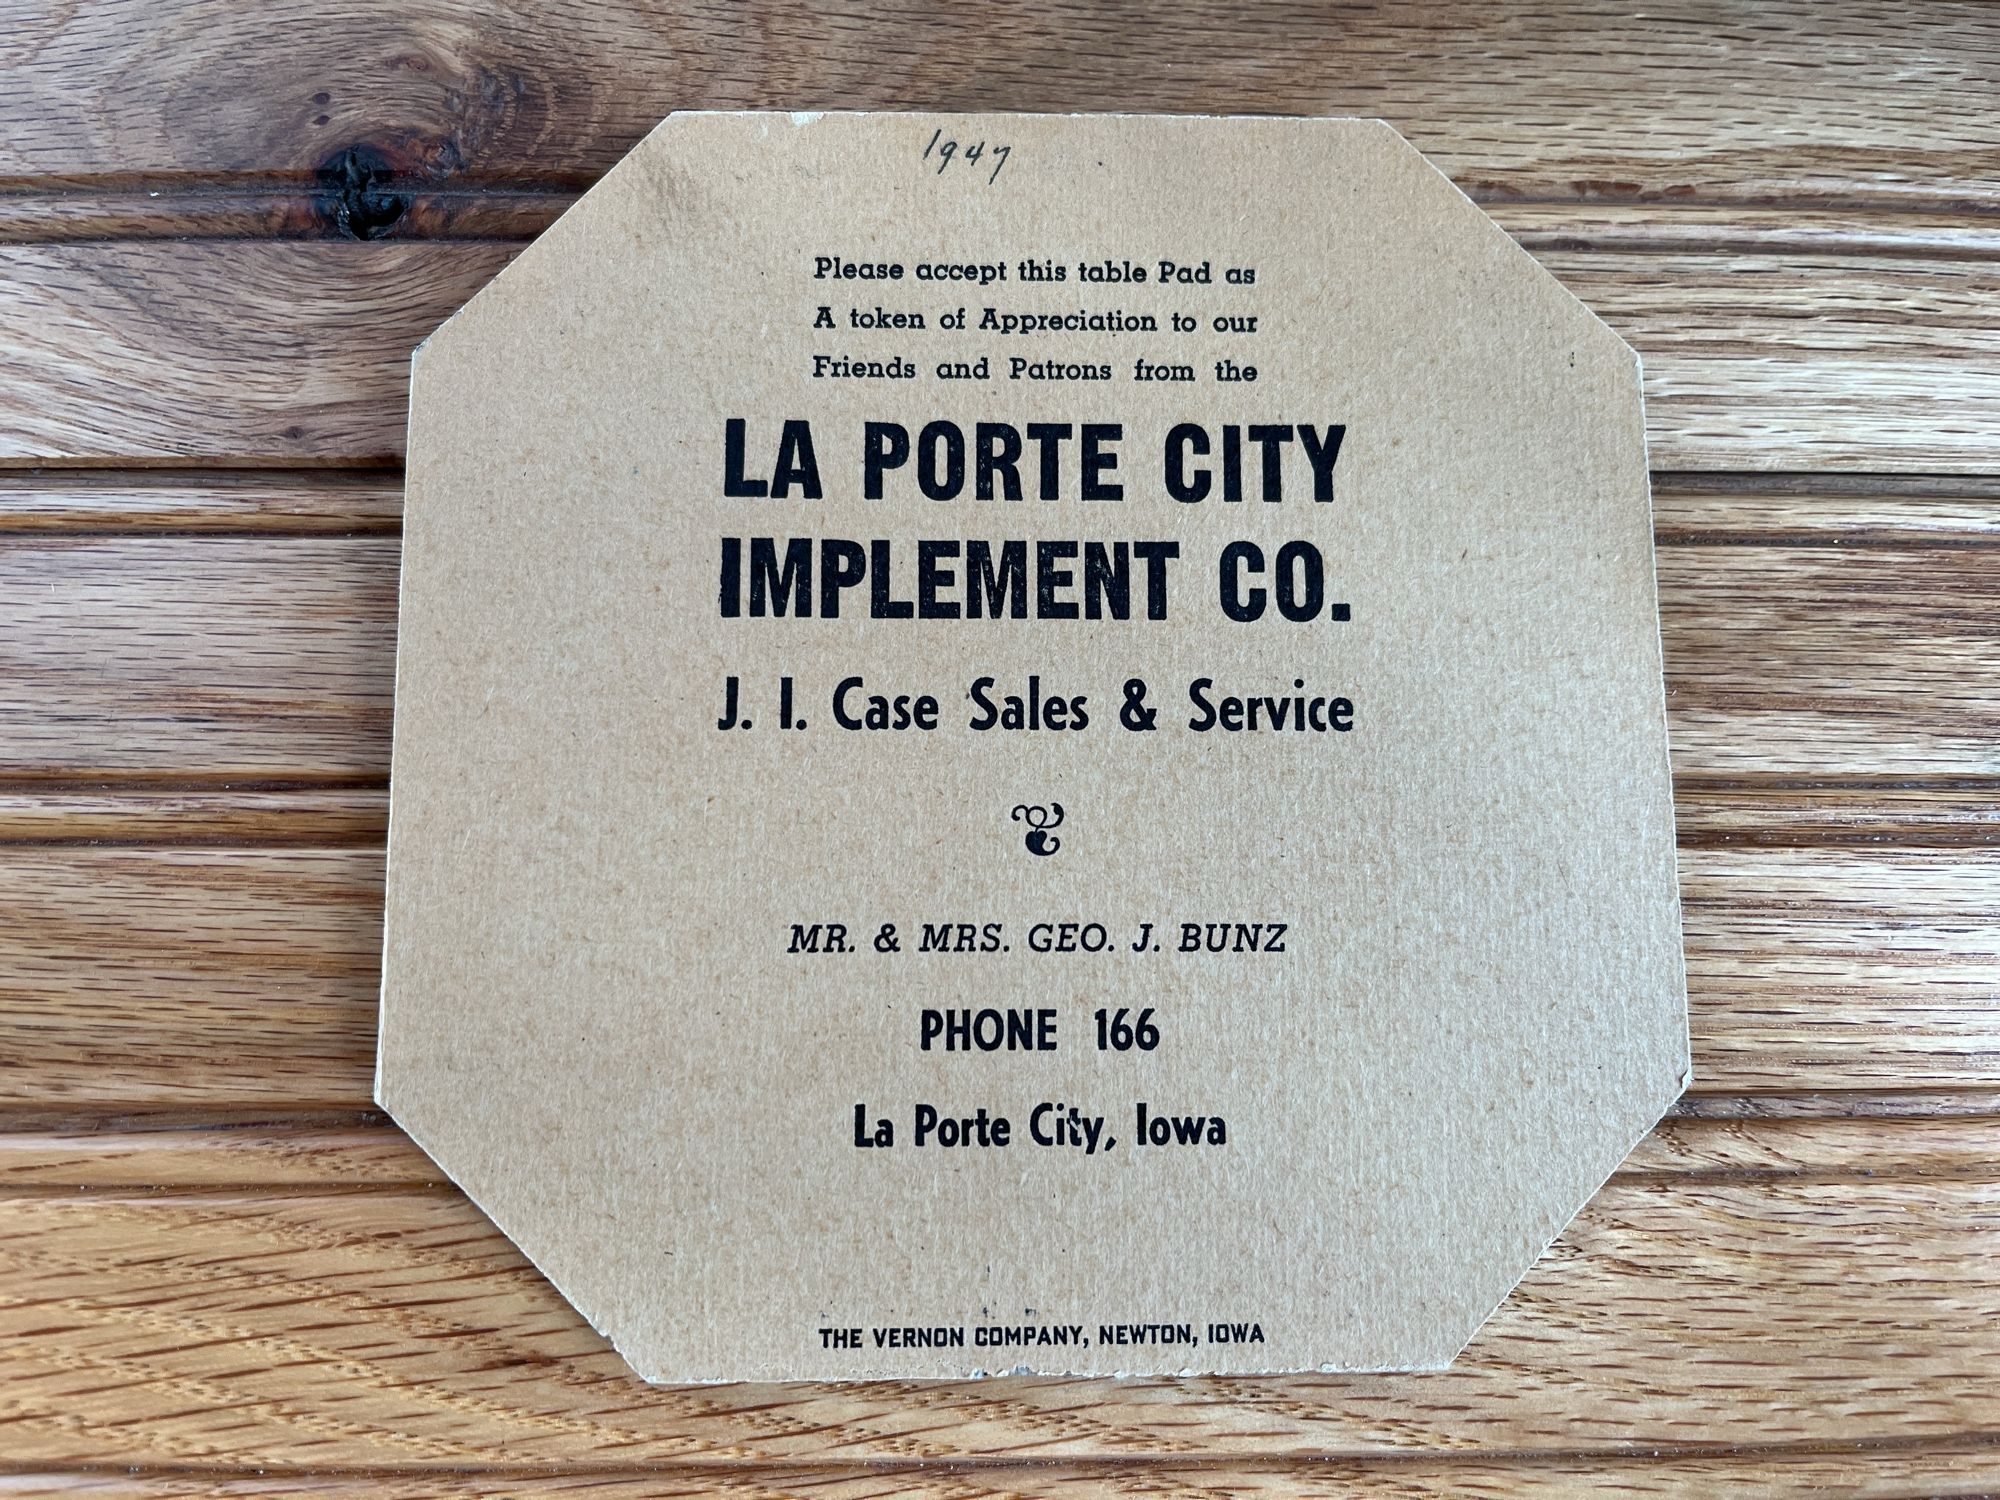 1947
Please accept this table Pad as
A token of Appreciation to our
Friends and Patrons from the
LA PORTE CITY
IMPLEMENT CO.
J. I. Case Sales & Service
MR. & MRS. GEO. J. BUNZ
PHONE 166
La Porte City, Iowa
THE VERNON COMPANY, NEWTON, IOWA